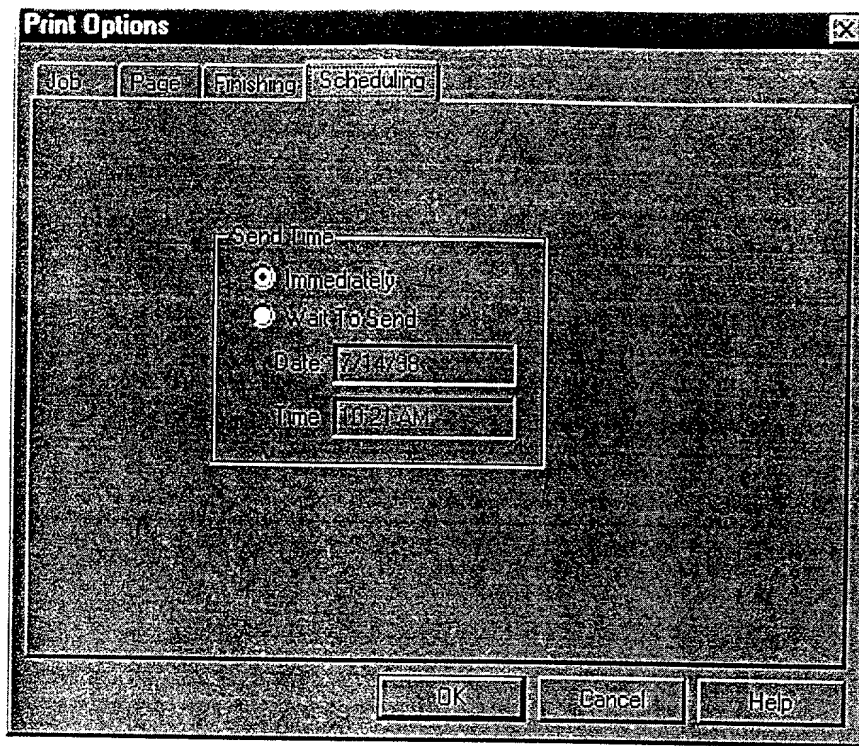 Print Options
Job Page Finishing Scheduling
Send Time
Immediately
Wait To Send
Date: 7/14/98
Time: 10:21 AM
OK Cancel Help